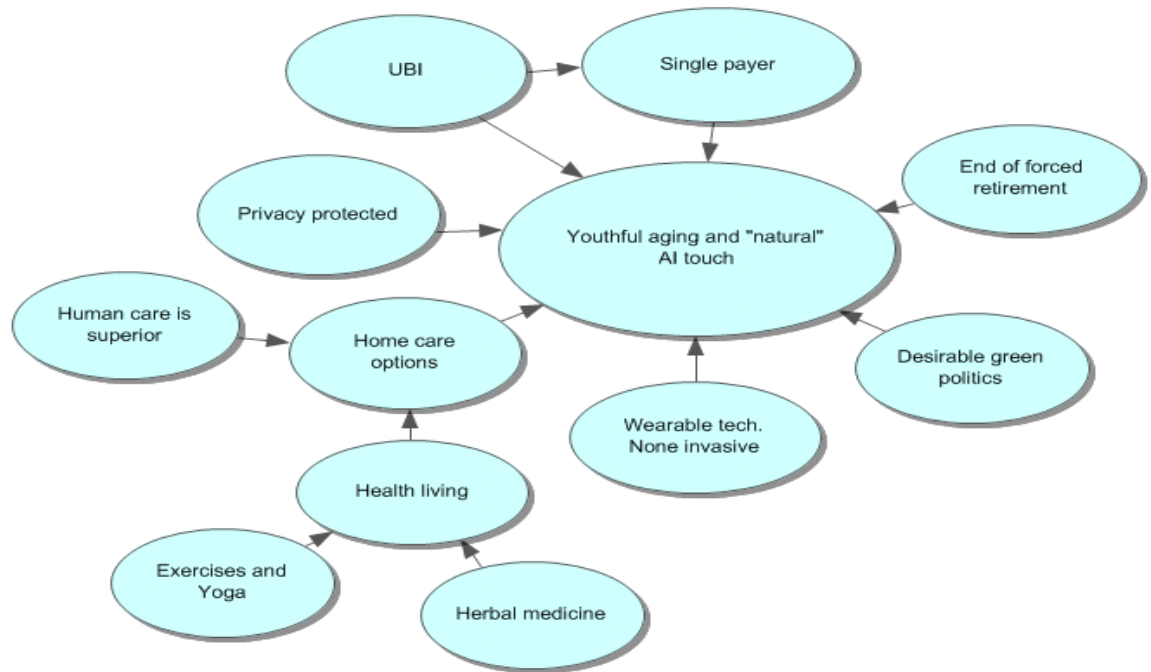 UBI
Single payer
End of forced
retirement
Privacy protected
Youthful aging and "natural"
AI touch
Human care is
superior
Home care
options
Desirable green
politics
Wearable tech.
None invasive
Health living
Exercises and
Yoga
Herbal medicine